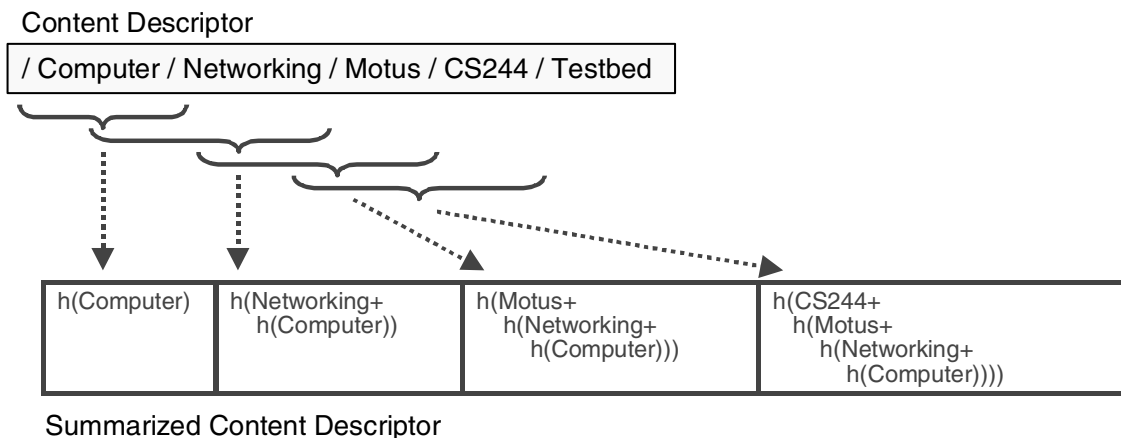 Content Descriptor
/ Computer / Networking / Motus / CS244 / Testbed
h(Computer)
h(Networking+
h(Computer))
h(Motus+
h(Networking+
h(Computer)))
h(CS244+
h(Motus+
h(Networking+
h(Computer))))
Summarized Content Descriptor